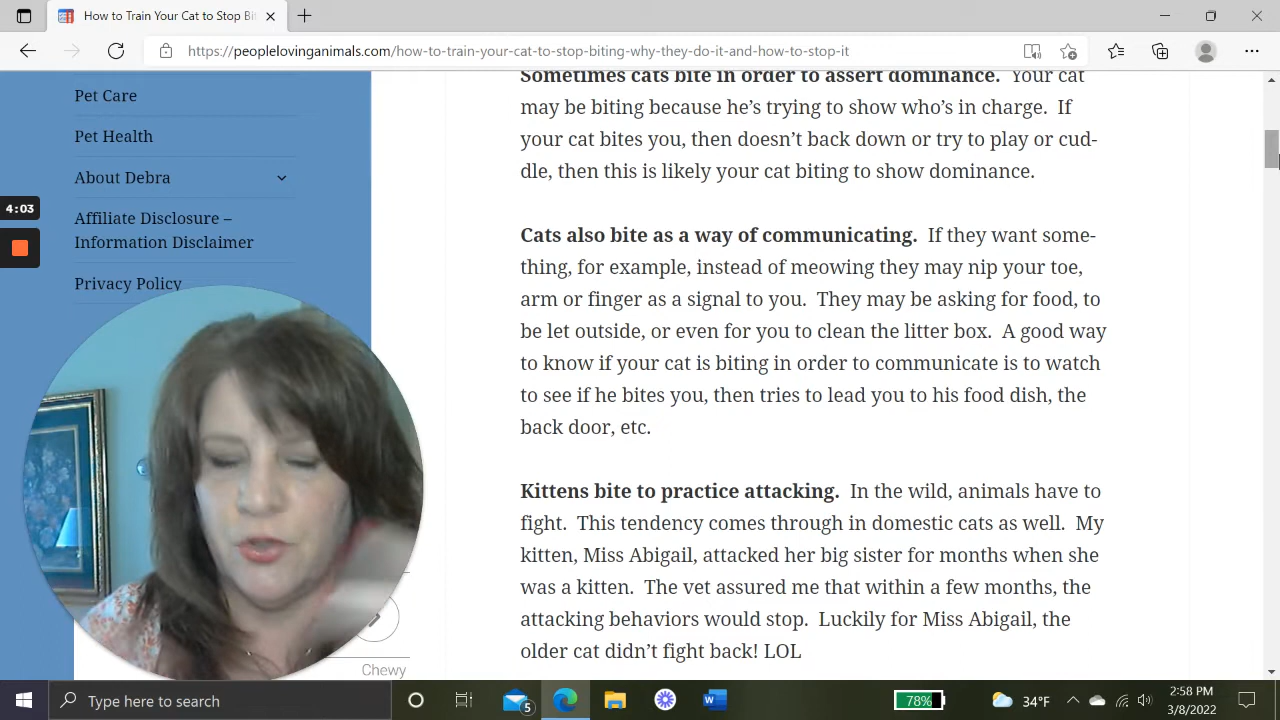 How to Train Your Cat to Stop Bit
https://peoplelovinganimals.com/how-to-train-your-cat-to-stop-biting-why-they-do-it-and-how-to-stop-it
Pet Care
Pet Health
About Debra
Affiliate Disclosure –
Information Disclaimer
Privacy Policy
4:03
Sometimes cats bite in order to assert dominance. Your cat
may be biting because he's trying to show who's in charge. If
your cat bites you, then doesn't back down or try to play or cud-
dle, then this is likely your cat biting to show dominance.
Cats also bite as a way of communicating. If they want some-
thing, for example, instead of meowing they may nip your toe,
arm or finger as a signal to you. They may be asking for food, to
be let outside, or even for you to clean the litter box. A good way
to know if your cat is biting in order to communicate is to watch
to see if he bites you, then tries to lead you to his food dish, the
back door, etc.
Kittens bite to practice attacking. In the wild, animals have to
fight. This tendency comes through in domestic cats as well. My
kitten, Miss Abigail, attacked her big sister for months when she
was a kitten. The vet assured me that within a few months, the
attacking behaviors would stop. Luckily for Miss Abigail, the
older cat didn't fight back! LOL
Chewy
Type here to search
5
W
78%
34°F
2:58 PM
3/8/2022